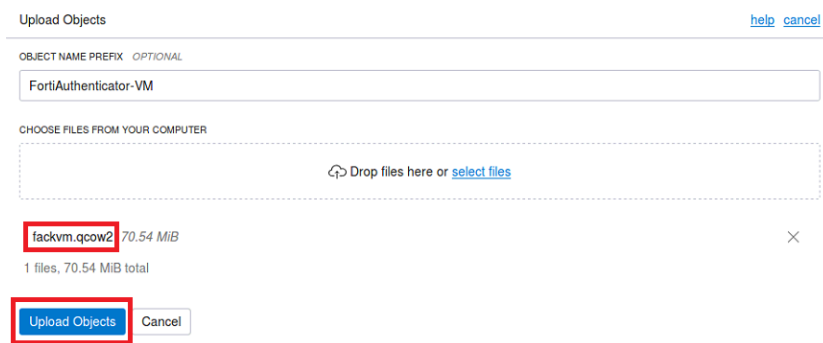 Upload Objects help cancel
OBJECT NAME PREFIX OPTIONAL
FortiAuthenticator-VM
CHOOSE FILES FROM YOUR COMPUTER
Drop files here or select files
fackvm.qcow2 70.54 MiB
1 files, 70.54 MiB total
Upload Objects Cancel